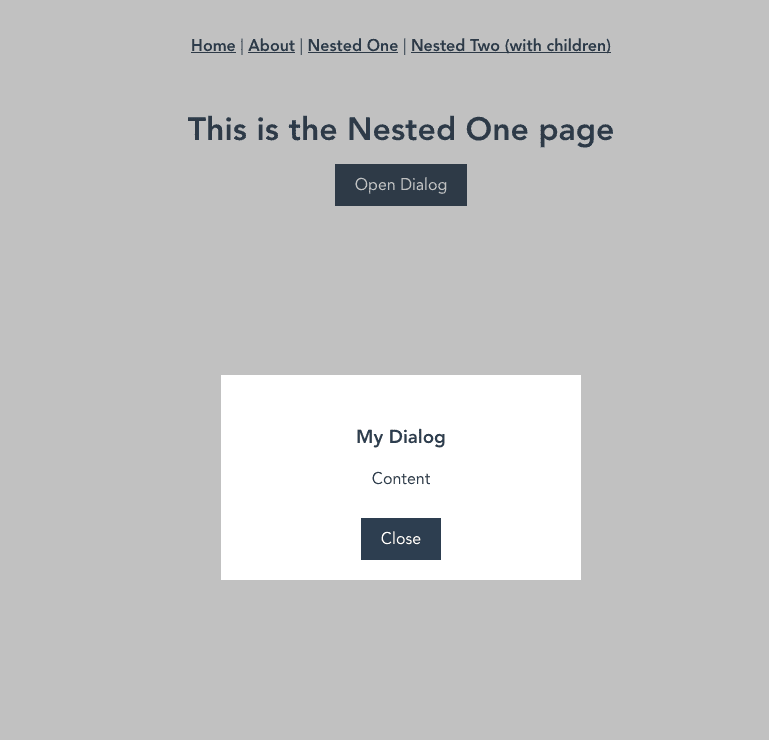 Home | About | Nested One | Nested Two (with children)
This is the Nested One page
Open Dialog
My Dialog
Content
Close